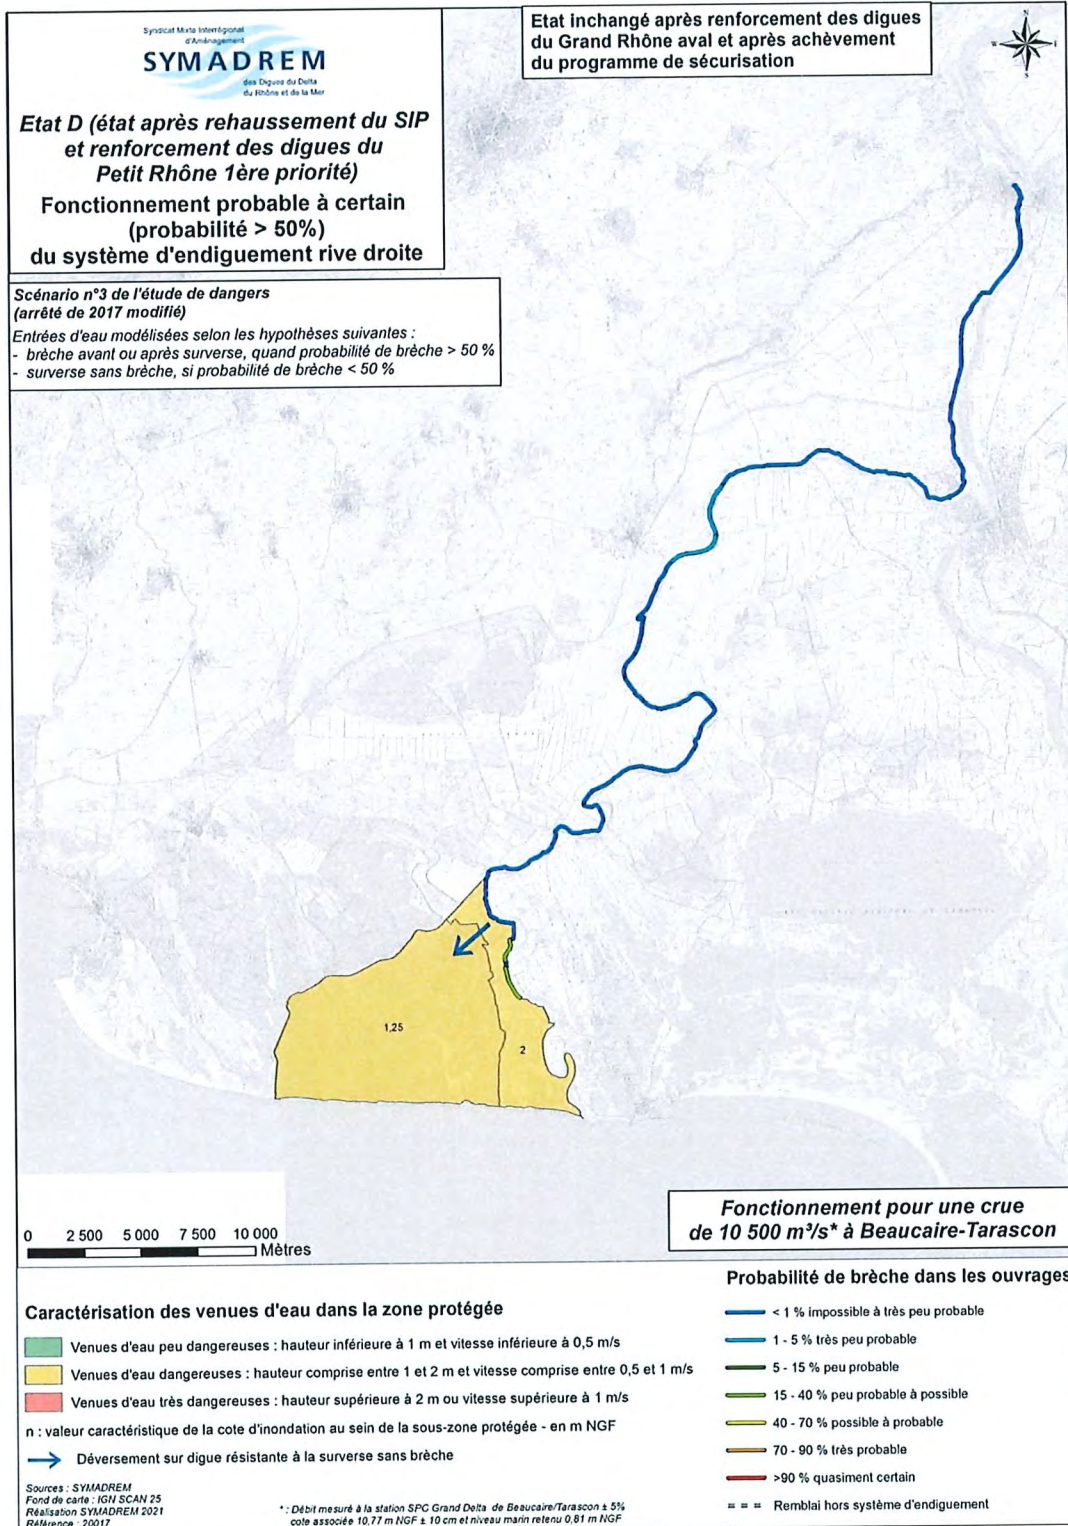 Syndicat Mixte Interrégional
d'Aménagement
SYMADREM
des Digues du Delta
du Rhône et de la Mer
Etat D (état après rehaussement du SIP
et renforcement des digues du
Petit Rhône 1ère priorité)
Fonctionnement probable à certain
(probabilité > 50%)
du système d'endiguement rive droite
Etat inchangé après renforcement des digues
du Grand Rhône aval et après achèvement
du programme de sécurisation
N
W
E
S
Scénario n°3 de l'étude de dangers
(arrêté de 2017 modifié)
Entrées d'eau modélisées selon les hypothèses suivantes :
- brèche avant ou après surverse, quand probabilité de brèche > 50 %
- surverse sans brèche, si probabilité de brèche < 50 %
1,25
2
0 2 500 5 000 7 500 10 000
Mètres
Fonctionnement pour une crue
de 10 500 m³/s* à Beaucaire-Tarascon
Caractérisation des venues d'eau dans la zone protégée
Venues d'eau peu dangereuses : hauteur inférieure à 1 m et vitesse inférieure à 0,5 m/s
Venues d'eau dangereuses : hauteur comprise entre 1 et 2 m et vitesse comprise entre 0,5 et 1 m/s
Venues d'eau très dangereuses : hauteur supérieure à 2 m ou vitesse supérieure à 1 m/s
n : valeur caractéristique de la cote d'inondation au sein de la sous-zone protégée - en m NGF
Déversement sur digue résistante à la surverse sans brèche
Sources : SYMADREM
Fond de carte : IGN SCAN 25
Réalisation SYMADREM 2021
Référence : 20017
* : Débit mesuré à la station SPC Grand Delta de Beaucaire/Tarascon ± 5%
cote associée 10,77 m NGF ± 10 cm et niveau marin retenu 0,81 m NGF
Probabilité de brèche dans les ouvrages
< 1 % impossible à très peu probable
1 - 5 % très peu probable
5 - 15 % peu probable
15 - 40 % peu probable à possible
40 - 70 % possible à probable
70 - 90 % très probable
>90 % quasiment certain
Remblai hors système d'endiguement